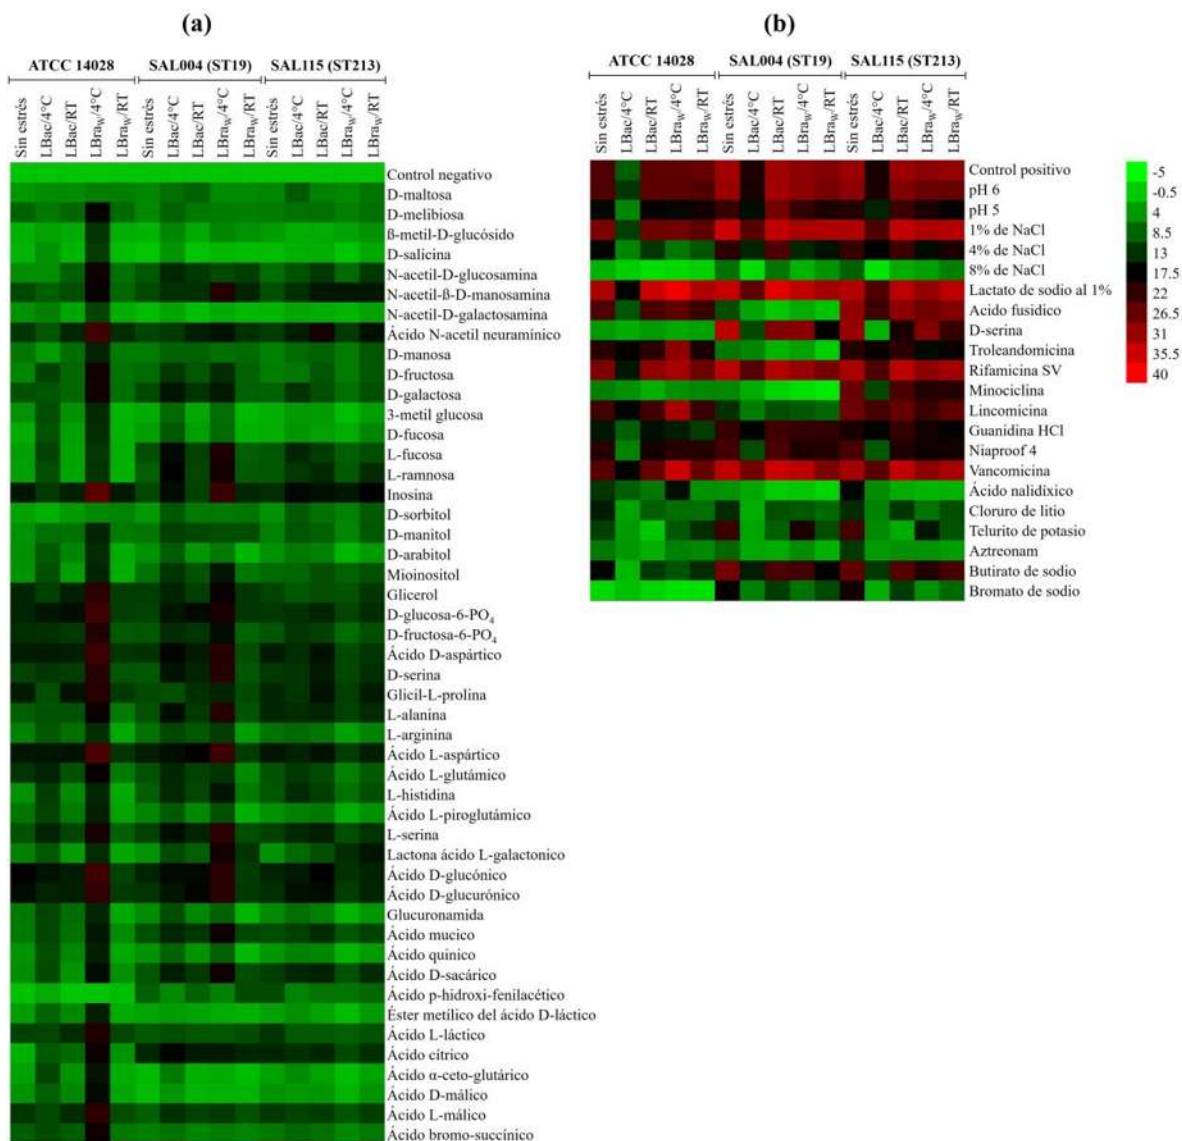 (a)
ATCC 14028 SAL004 (ST19) SAL115 (ST213)
Sin estrés
LBac/4°C
LBac/RT
LBraw/4°C
LBraw/RT
Sin estrés
LBac/4°C
LBac/RT
LBraw/4°C
LBraw/RT
Sin estrés
LBac/4°C
LBac/RT
LBraw/4°C
LBraw/RT
Control negativo
D-maltosa
D-melibiosa
ß-metil-D-glucósido
D-salicina
N-acetil-D-glucosamina
N-acetil-ß-D-manosamina
N-acetil-D-galactosamina
Ácido N-acetil neuramínico
D-manosa
D-fructosa
D-galactosa
3-metil glucosa
D-fucosa
L-fucosa
L-ramnosa
Inosina
D-sorbitol
D-manitol
D-arabitol
Mioinositol
Glicerol
D-glucosa-6-PO4
D-fructosa-6-PO4
Ácido D-aspártico
D-serina
Glicil-L-prolina
L-alanina
L-arginina
Ácido L-aspártico
Ácido L-glutámico
L-histidina
Ácido L-piroglutámico
L-serina
Lactona ácido L-galactonico
Ácido D-glucónico
Ácido D-glucurónico
Glucuronamida
Ácido mucico
Ácido quinico
Ácido D-sacárico
Ácido p-hidroxi-fenilacético
Éster metílico del ácido D-láctico
Ácido L-láctico
Ácido cítrico
Ácido α-ceto-glutárico
Ácido D-málico
Ácido L-málico
Ácido bromo-succínico
(b)
ATCC 14028 SAL004 (ST19) SAL115 (ST213)
Sin estrés
LBac/4°C
LBac/RT
LBraw/4°C
LBraw/RT
Sin estrés
LBac/4°C
LBac/RT
LBraw/4°C
LBraw/RT
Sin estrés
LBac/4°C
LBac/RT
LBraw/4°C
LBraw/RT
Control positivo
pH 6
pH 5
1% de NaCl
4% de NaCl
8% de NaCl
Lactato de sodio al 1%
Acido fusidico
D-serina
Troleandomicina
Rifamicina SV
Minociclina
Lincomicina
Guanidina HCl
Niaproof 4
Vancomicina
Ácido nalidíxico
Cloruro de litio
Telurito de potasio
Aztreonam
Butirato de sodio
Bromato de sodio
-5
-0.5
4
8.5
13
17.5
22
26.5
31
35.5
40